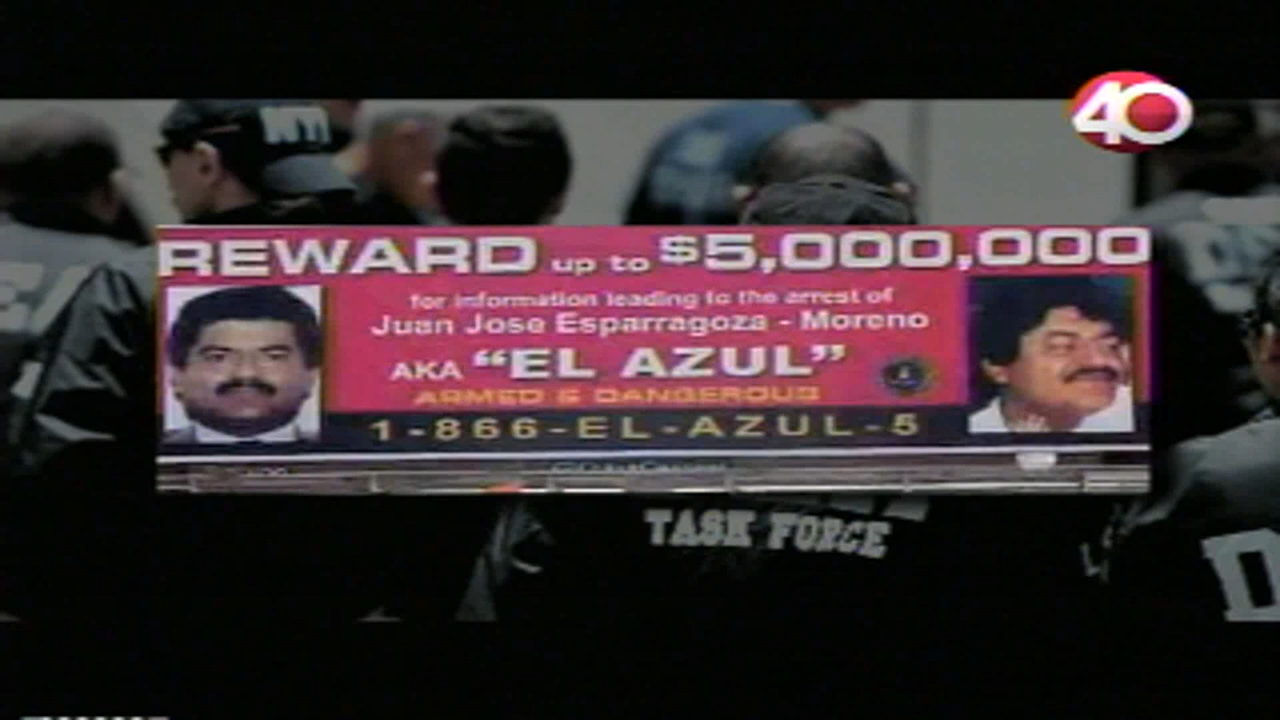 40
NY
REWARD up to $5,000,000
for information leading to the arrest of
Juan Jose Esparragoza - Moreno
AKA “EL AZUL”
ARMED & DANGEROUS
1-866-EL-AZUL-5
TASK FORCE
D